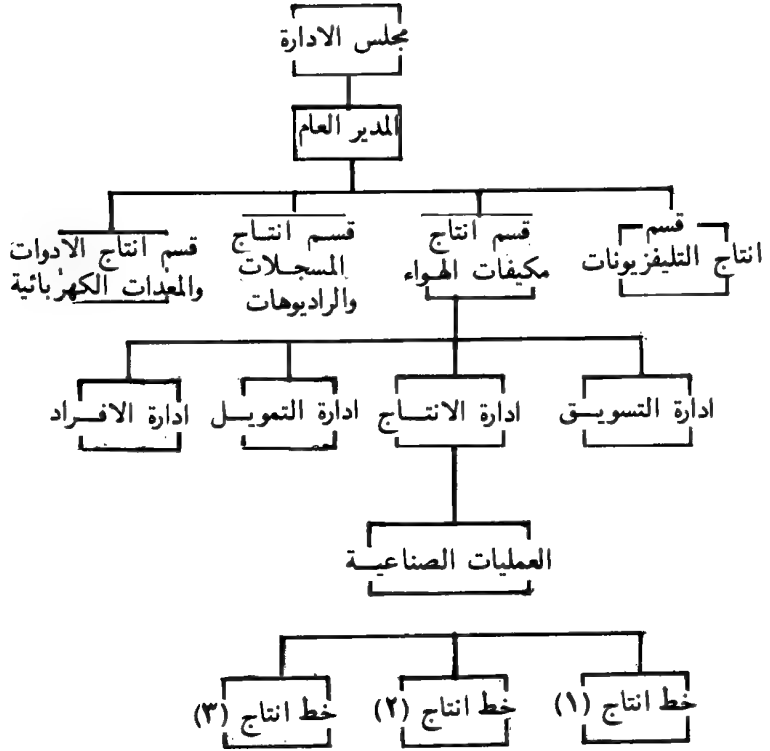 مجلس الادارة
المدير العام
قسم
انتاج التليفزيونات
قسم انتاج
مكيفات الهواء
قسم انتاج
المسجلات
والراديوهات
قسم انتاج الادوات
والمعدات الكهربائية
ادارة التسويق
ادارة الانتاج
ادارة التمويل
ادارة الافراد
العمليات الصناعية
خط انتاج (١)
خط انتاج (٢)
خط انتاج (٣)